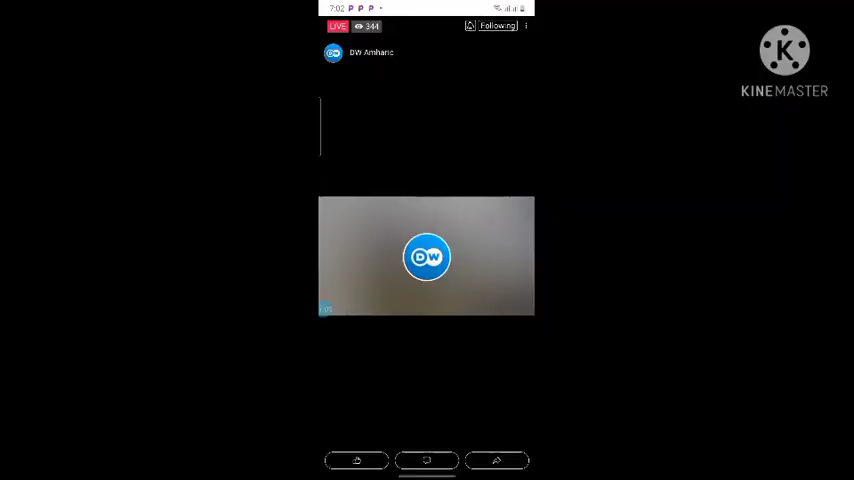 7:02 P P P
LIVE 344 Following
DW Amharic
DW
K
KINEMASTER